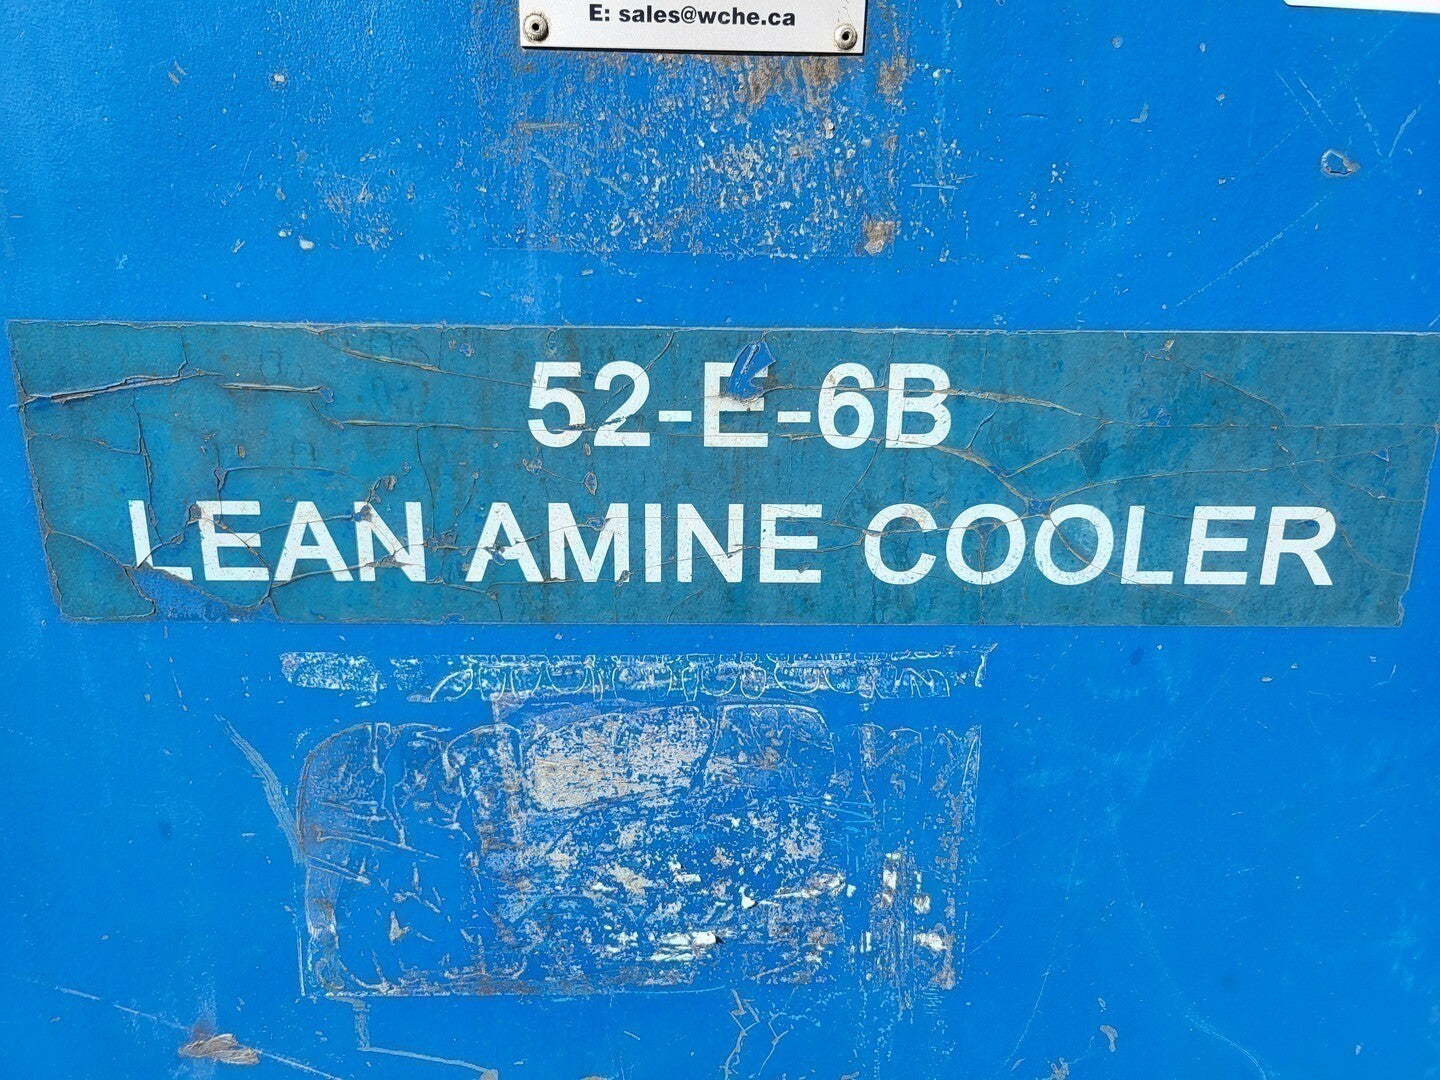 E: sales@wche.ca
52-E-6B
LEAN AMINE COOLER